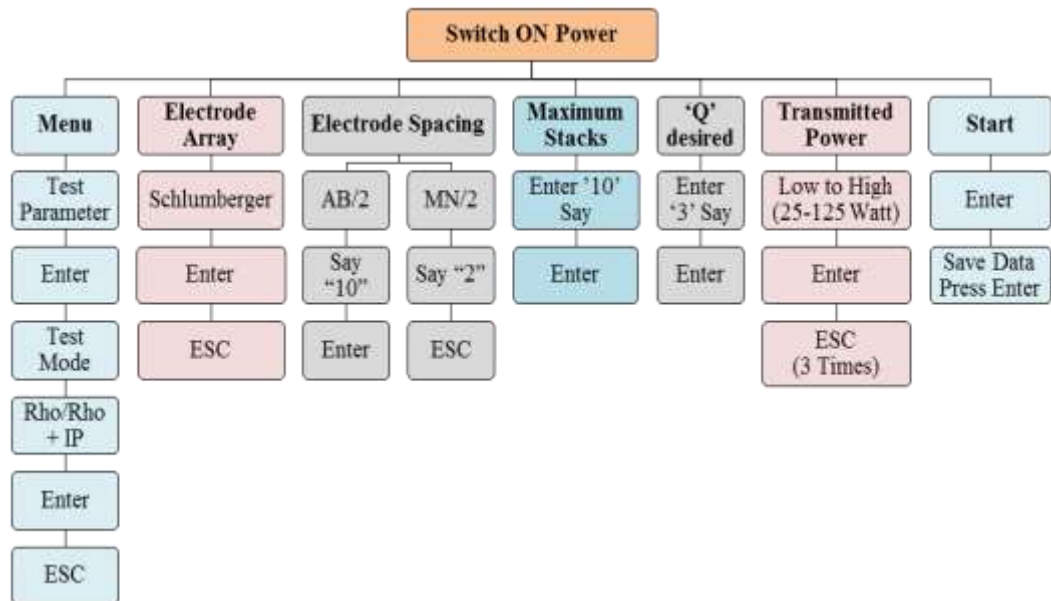 Switch ON Power
Menu
Test
Parameter
Enter
Test
Mode
Rho/Rho
+ IP
Enter
ESC
Electrode
Array
Schlumberger
Enter
ESC
Electrode Spacing
AB/2
Say
“10”
Enter
MN/2
Say “2”
ESC
Maximum
Stacks
Enter ’10’
Say
Enter
‘Q’
desired
Enter
‘3’ Say
Enter
Transmitted
Power
Low to High
(25-125 Watt)
Enter
ESC
(3 Times)
Start
Enter
Save Data
Press Enter